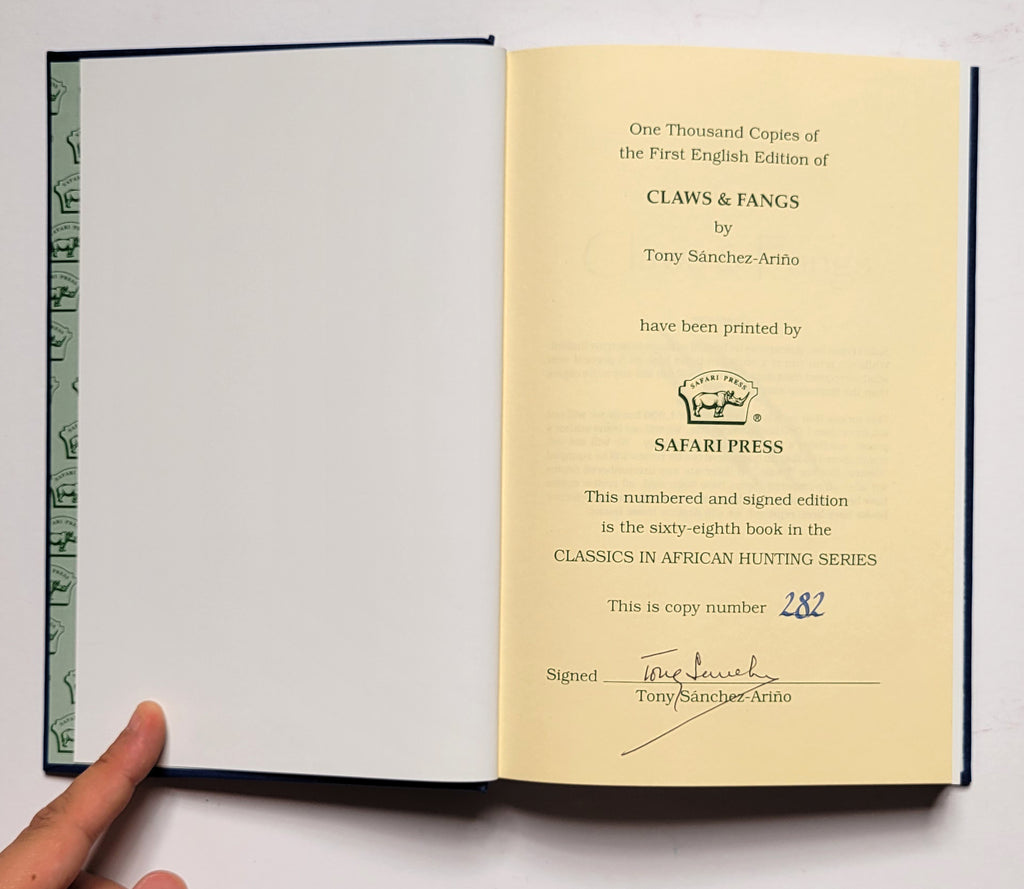 One Thousand Copies of
the First English Edition of
CLAWS & FANGS
by
Tony Sánchez-Ariño
have been printed by
SAFARI PRESS
®
SAFARI PRESS
This numbered and signed edition
is the sixty-eighth book in the
CLASSICS IN AFRICAN HUNTING SERIES
This is copy number 282
Signed Tony Sanchez
Tony Sánchez-Ariño